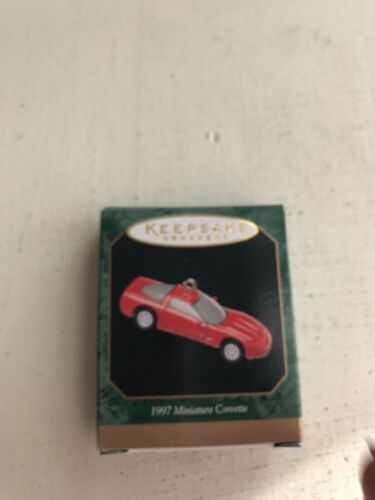 KEEPSAKE
ORNAMENT
1997 Miniature Corvette